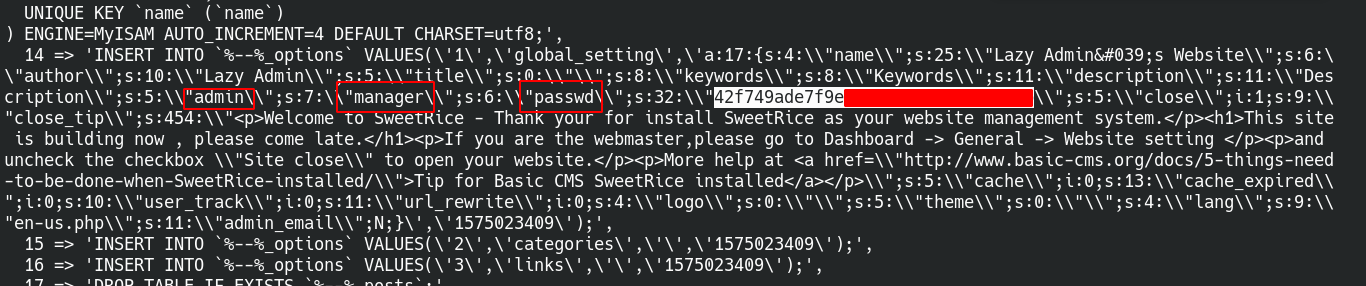 UNIQUE KEY `name` (`name`)
) ENGINE=MyISAM AUTO_INCREMENT=4 DEFAULT CHARSET=utf8;',
14 => 'INSERT INTO `%--%_options` VALUES(\'1\',\'global_setting\',\'a:17:{s:4:\\"name\\";s:25:\\"Lazy Admin&#039;s Website\\";s:6:\
\"author\\";s:10:\\"Lazy Admin\\";s:5:\\"title\\";s:0:\\"\\";s:8:\\"keywords\\";s:8:\\"Keywords\\";s:11:\\"description\\";s:11:\\"Des
cription\\";s:5:\\"admin\\";s:7:\\"manager\\";s:6:\\"passwd\\";s:32:\\"42f749ade7f9e\\";s:5:\\"close\\";i:1;s:9:\\
"close_tip\\";s:454:\\"<p>Welcome to SweetRice - Thank your for install SweetRice as your website management system.</p><h1>This site
is building now , please come late.</h1><p>If you are the webmaster,please go to Dashboard -> General -> Website setting </p><p>and
uncheck the checkbox \\"Site close\\" to open your website.</p><p>More help at <a href=\\"http://www.basic-cms.org/docs/5-things-need
-to-be-done-when-SweetRice-installed/\\">Tip for Basic CMS SweetRice installed</a></p>\\";s:5:\\"cache\\";i:0;s:13:\\"cache_expired\\
";i:0;s:10:\\"user_track\\";i:0;s:11:\\"url_rewrite\\";i:0;s:4:\\"logo\\";s:0:\\"\\";s:5:\\"theme\\";s:0:\\"\\";s:4:\\"lang\\";s:9:\\
"en-us.php\\";s:11:\\"admin_email\\";N;}\',\'1575023409\');',
15 => 'INSERT INTO `%--%_options` VALUES(\'2\',\'categories\',\'\',\'1575023409\');',
16 => 'INSERT INTO `%--%_options` VALUES(\'3\',\'links\',\'\',\'1575023409\');',
17 => 'DROP TABLE IF EXISTS `%--%_posts`;'